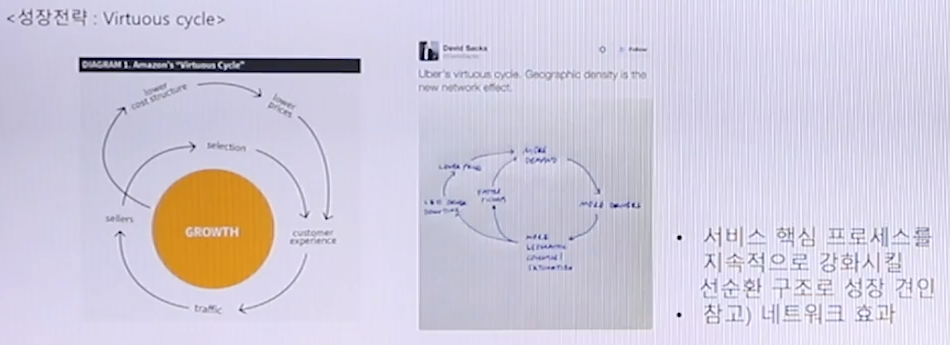 <성장전략 : Virtuous cycle>
DIAGRAM 1. Amazon's "Virtuous Cycle"
lower
cost structure
lower
prices
selection
sellers
GROWTH
customer
experience
traffic
David Sacks
Follow
Uber's virtuous cycle. Geographic density is the
new network effect.
MORE
DEMAND
LOWER PRICES
FASTER
PICKUPS
LESS DRIVER
DOWNTIME
MORE DRIVERS
MORE
GEOGRAPHIC
COVERAGE/
SATURATION
• 서비스 핵심 프로세스를
지속적으로 강화시킬
선순환 구조로 성장 견인
• 참고) 네트워크 효과